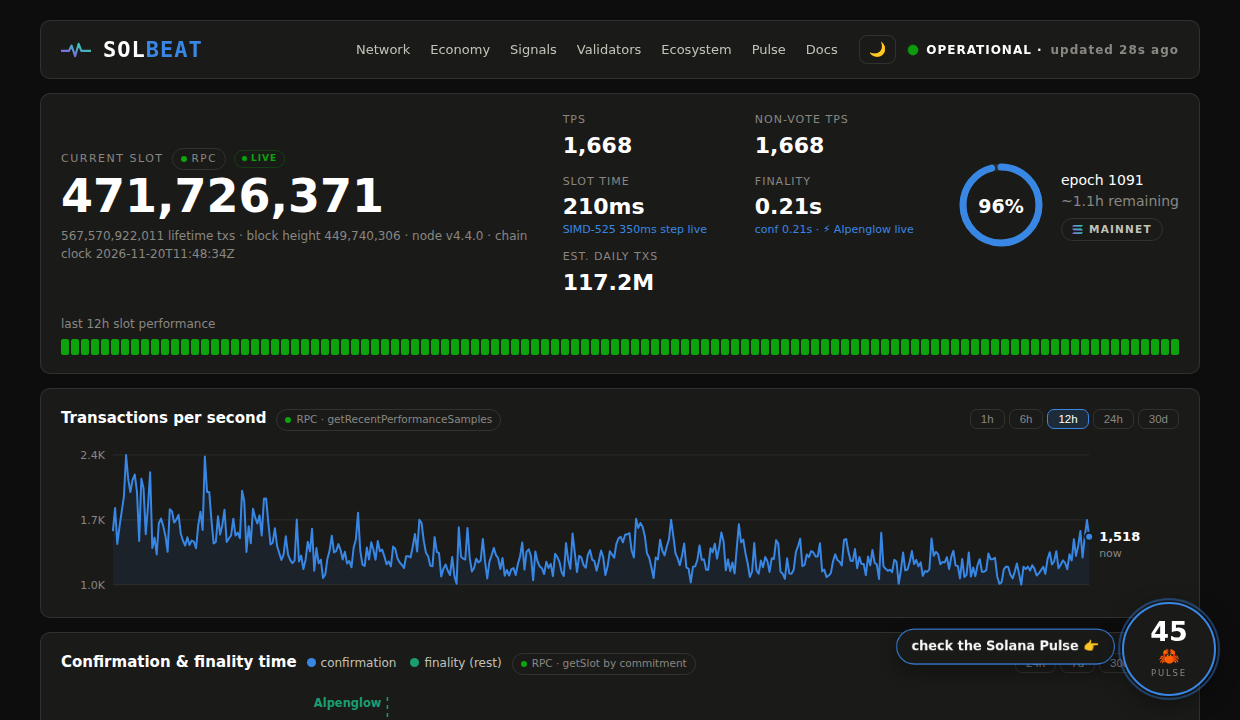 SOLBEAT
Network Economy Signals Validators Ecosystem Pulse Docs
OPERATIONAL · updated 28s ago
CURRENT SLOT RPC LIVE
471,726,371
567,570,922,011 lifetime txs · block height 449,740,306 · node v4.4.0 · chain
clock 2026-11-20T11:48:34Z
TPS
1,668
NON-VOTE TPS
1,668
SLOT TIME
210ms
SIMD-525 350ms step live
FINALITY
0.21s
conf 0.21s · ⚡ Alpenglow live
EST. DAILY TXS
117.2M
96%
epoch 1091
~1.1h remaining
MAINNET
last 12h slot performance
Transactions per second RPC · getRecentPerformanceSamples
1h 6h 12h 24h 30d
2.4K
1.7K
1.0K
1,518
now
Confirmation & finality time confirmation finality (rest) RPC · getSlot by commitment
check the Solana Pulse 👉
45
PULSE
Alpenglow